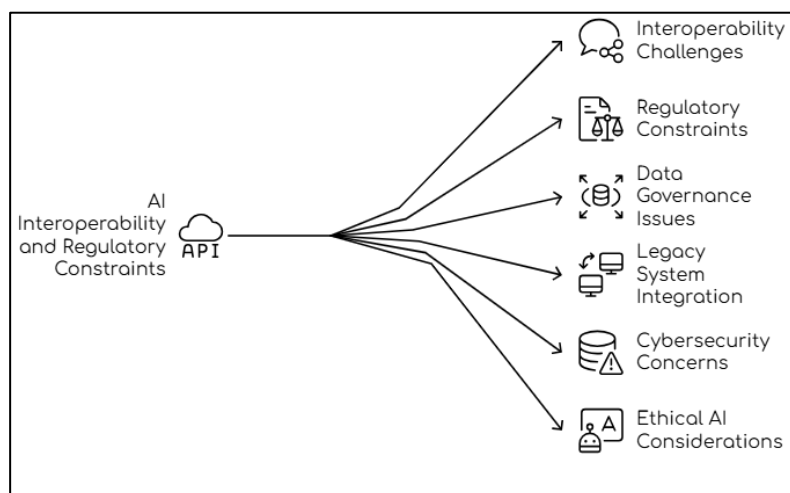 AI
Interoperability
and Regulatory
Constraints
API
Interoperability
Challenges
Regulatory
Constraints
Data
Governance
Issues
Legacy
System
Integration
Cybersecurity
Concerns
A
Ethical AI
Considerations